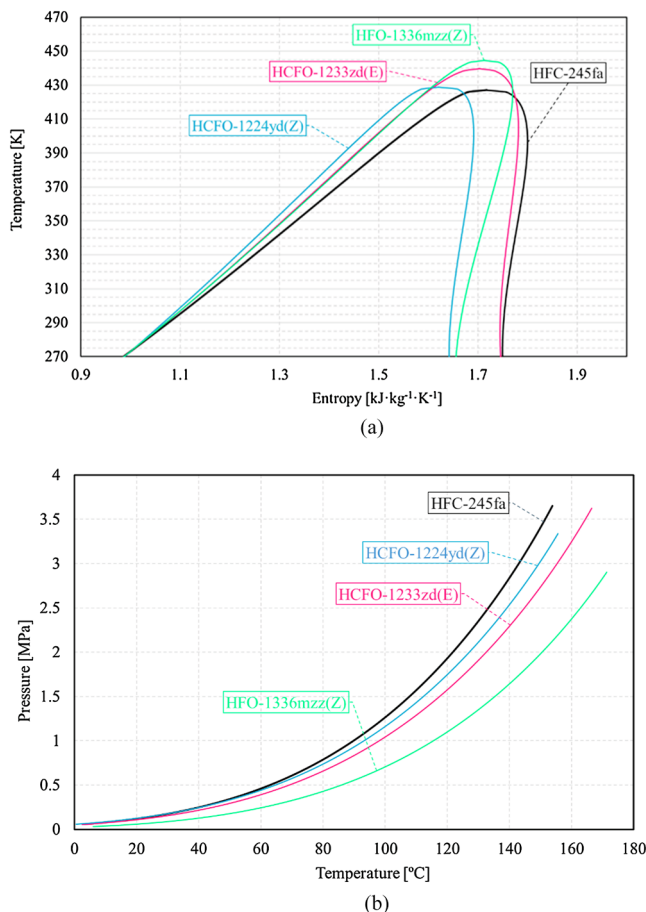 470
450
430
410
390
370
350
330
310
290
270
Temperature [K]
HFO-1336mzz(Z)
HCFO-1233zd(E)
HFC-245fa
HCFO-1224yd(Z)
0.9 1.1 1.3 1.5 1.7 1.9
Entropy [kJ·kg⁻¹·K⁻¹]
(a)
4
3.5
3
2.5
2
1.5
1
0.5
0
Pressure [MPa]
HFC-245fa
HCFO-1224yd(Z)
HCFO-1233zd(E)
HFO-1336mzz(Z)
0 20 40 60 80 100 120 140 160 180
Temperature [ºC]
(b)